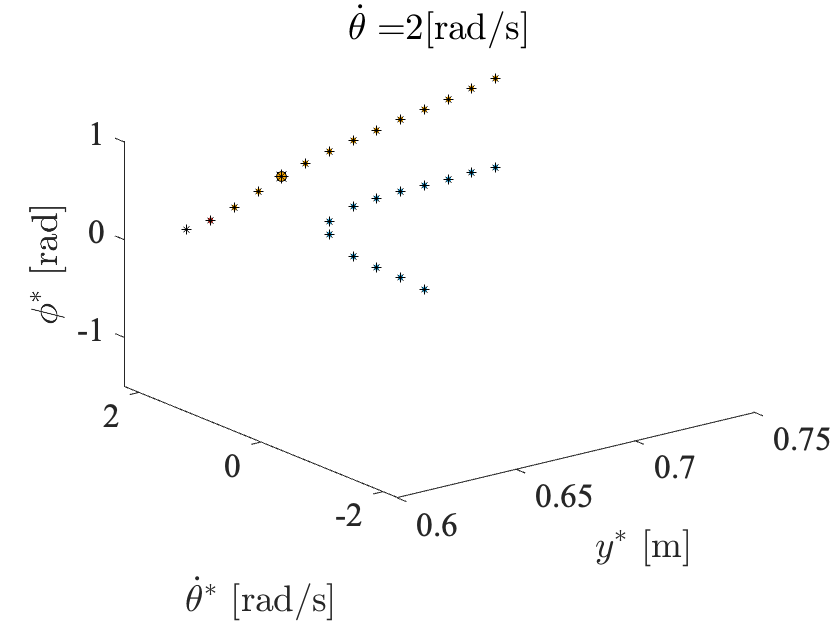 θ̇ =2[rad/s]
1
0
-1
ϕ* [rad]
2
0
-2
θ̇* [rad/s]
0.6
0.65
0.7
0.75
y* [m]